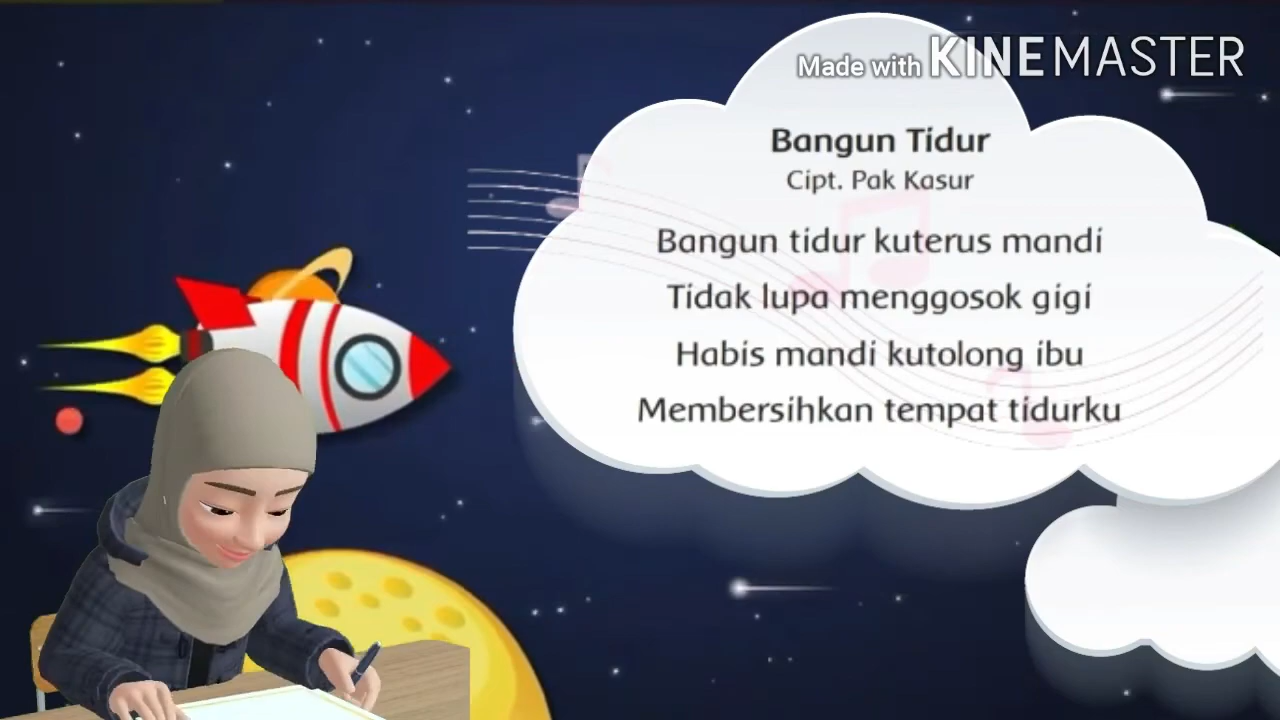 Made with KINEMASTER
Bangun Tidur
Cipt. Pak Kasur
Bangun tidur kuterus mandi
Tidak lupa menggosok gigi
Habis mandi kutolong ibu
Membersihkan tempat tidurku